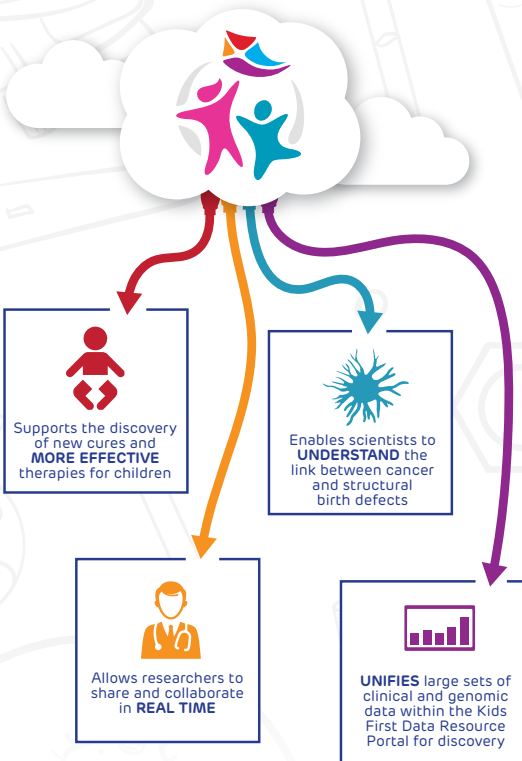 Supports the discovery
of new cures and
MORE EFFECTIVE
therapies for children
Enables scientists to
UNDERSTAND the
link between cancer
and structural
birth defects
Allows researchers to
share and collaborate
in REAL TIME
UNIFIES large sets of
clinical and genomic
data within the Kids
First Data Resource
Portal for discovery